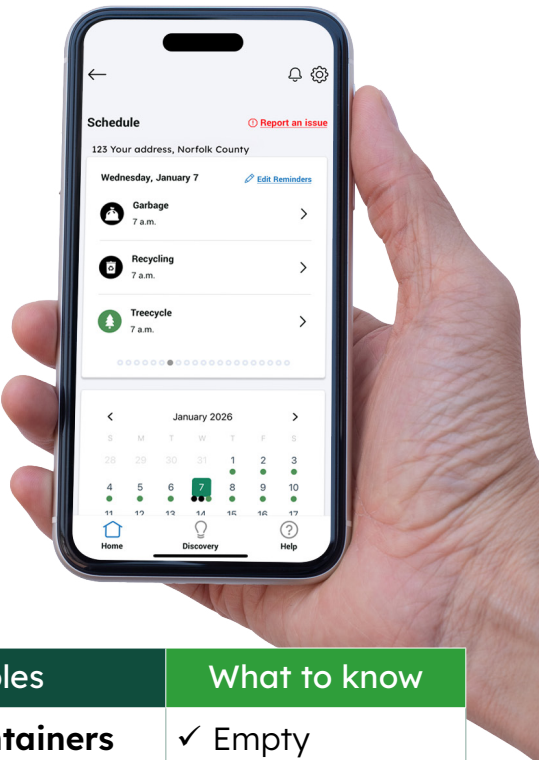 Schedule
Report an issue
123 Your address, Norfolk County
Wednesday, January 7
Edit Reminders
Garbage
7 a.m.
Recycling
7 a.m.
Treecycle
7 a.m.
January 2026
S M T W T F S
28 29 30 31 1 2 3
4 5 6 7 8 9 10
11 12 13 14 15 16 17
Home Discovery Help
What to know
✓ Empty